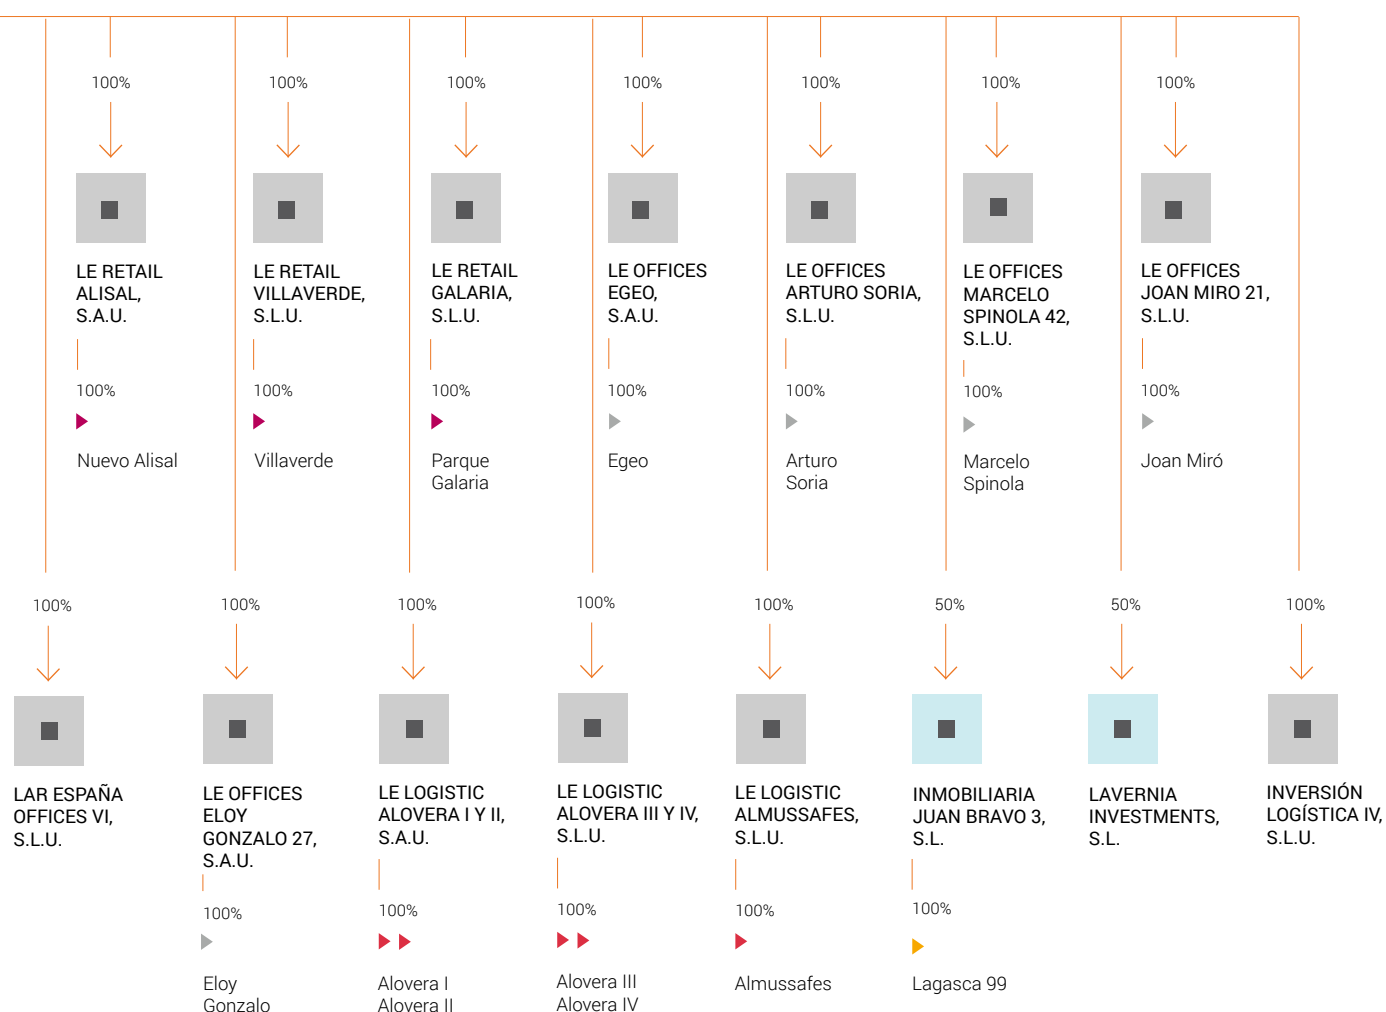 100%
100%
100%
100%
100%
100%
100%
LE RETAIL
ALISAL,
S.A.U.
LE RETAIL
VILLAVERDE,
S.L.U.
LE RETAIL
GALARIA,
S.L.U.
LE OFFICES
EGEO,
S.A.U.
LE OFFICES
ARTURO SORIA,
S.L.U.
LE OFFICES
MARCELO
SPINOLA 42,
S.L.U.
LE OFFICES
JOAN MIRO 21,
S.L.U.
100%
100%
100%
100%
100%
100%
100%
Nuevo Alisal
Villaverde
Parque
Galaria
Egeo
Arturo
Soria
Marcelo
Spinola
Joan Miró
100%
100%
100%
100%
100%
50%
50%
100%
LAR ESPAÑA
OFFICES VI,
S.L.U.
LE OFFICES
ELOY
GONZALO 27,
S.A.U.
LE LOGISTIC
ALOVERA I Y II,
S.A.U.
LE LOGISTIC
ALOVERA III Y IV,
S.L.U.
LE LOGISTIC
ALMUSSAFES,
S.L.U.
INMOBILIARIA
JUAN BRAVO 3,
S.L.
LAVERNIA
INVESTMENTS,
S.L.
INVERSIÓN
LOGÍSTICA IV,
S.L.U.
100%
100%
100%
100%
100%
Eloy
Gonzalo
Alovera I
Alovera II
Alovera III
Alovera IV
Almussafes
Lagasca 99